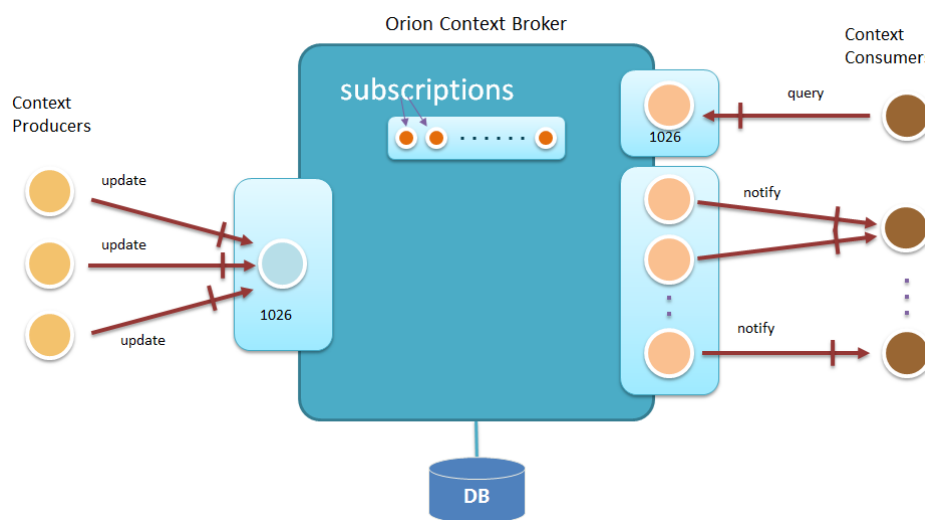 Orion Context Broker
Context
Producers
update
update
update
1026
subscriptions
1026
query
notify
notify
Context
Consumers
DB